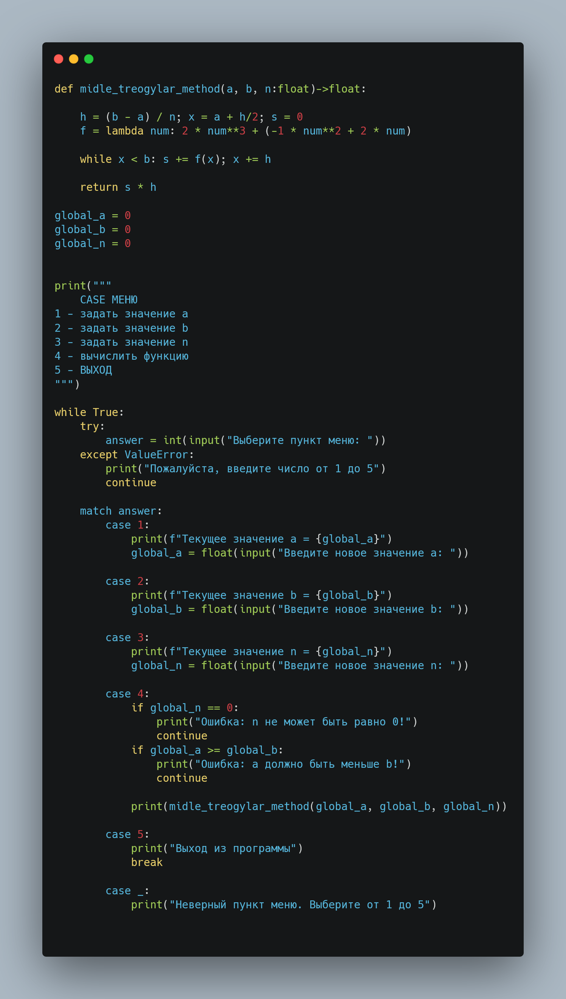 def midle_treogylar_method(a, b, n:float)->float:

    h = (b - a) / n; x = a + h/2; s = 0
    f = lambda num: 2 * num**3 + (-1 * num**2 + 2 * num)

    while x < b: s += f(x); x += h

    return s * h

global_a = 0
global_b = 0
global_n = 0


print("""
    CASE МЕНЮ
1 - задать значение a
2 - задать значение b
3 - задать значение n
4 - вычислить функцию
5 - ВЫХОД
""")

while True:
    try:
        answer = int(input("Выберите пункт меню: "))
    except ValueError:
        print("Пожалуйста, введите число от 1 до 5")
        continue

    match answer:
        case 1:
            print(f"Текущее значение a = {global_a}")
            global_a = float(input("Введите новое значение a: "))

        case 2:
            print(f"Текущее значение b = {global_b}")
            global_b = float(input("Введите новое значение b: "))

        case 3:
            print(f"Текущее значение n = {global_n}")
            global_n = float(input("Введите новое значение n: "))

        case 4:
            if global_n == 0:
                print("Ошибка: n не может быть равно 0!")
                continue
            if global_a >= global_b:
                print("Ошибка: a должно быть меньше b!")
                continue

            print(midle_treogylar_method(global_a, global_b, global_n))

        case 5:
            print("Выход из программы")
            break

        case _:
            print("Неверный пункт меню. Выберите от 1 до 5")